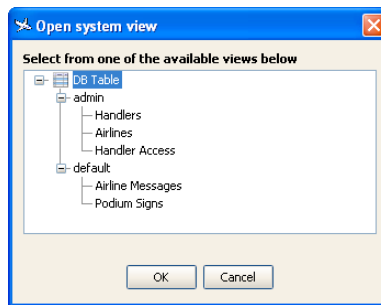 Open system view
Select from one of the available views below
DB Table
admin
Handlers
Airlines
Handler Access
default
Airline Messages
Podium Signs
OK Cancel